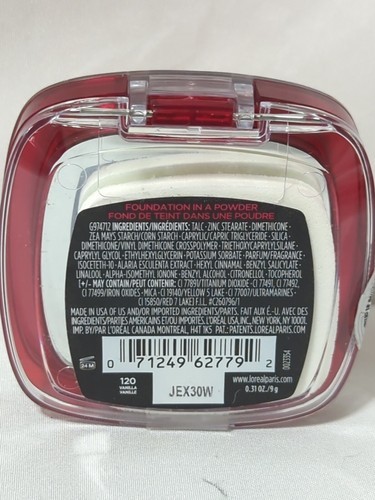 FOUNDATION IN A POWDER
FOND DE TEINT DANS UNE POUDRE
G974712 INGREDIENTS/INGRÉDIENTS: TALC • ZINC STEARATE • DIMETHICONE •
ZEA MAYS STARCH/CORN STARCH • CAPRYLIC/CAPRIC TRIGLYCERIDE • SILICA •
DIMETHICONE/VINYL DIMETHICONE CROSSPOLYMER • TRIETHOXYCAPRYLYLSILANE •
CAPRYLYL GLYCOL • ETHYLHEXYLGLYCERIN • POTASSIUM SORBATE • PARFUM/FRAGRANCE •
ISOCETETH-10 • ALARIA ESCULENTA EXTRACT • HEXYL CINNAMAL • BENZYL SALICYLATE •
LINALOOL • ALPHA-ISOMETHYL IONONE • BENZYL ALCOHOL • CITRONELLOL • TOCOPHEROL
[+/- MAY CONTAIN/PEUT CONTENIR: CI 77891/TITANIUM DIOXIDE • CI 77491, CI 77492,
CI 77499/IRON OXIDES • MICA • CI 19140/YELLOW 5 LAKE • CI 77007/ULTRAMARINES •
CI 15850/RED 7 LAKE] F.I.L. #C260796/1
MADE IN USA OF US AND/OR IMPORTED INGREDIENTS/PARTS, FAIT AUX É.-U. AVEC DES
INGRÉDIENTS/PARTIES AMÉRICAINS ET/OU IMPORTÉS. L'ORÉAL USA, INC., NEW YORK, NY 10001.
IMP. BY/PAR L'ORÉAL CANADA MONTREAL, H4T 1K5 PAT.: PATENTS.LOREALPARIS.COM
24 M
0 71249 62779 2
002354
120
VANILLA
VANILLE
JEX30W
www.lorealparis.com
0.31 OZ./9 g